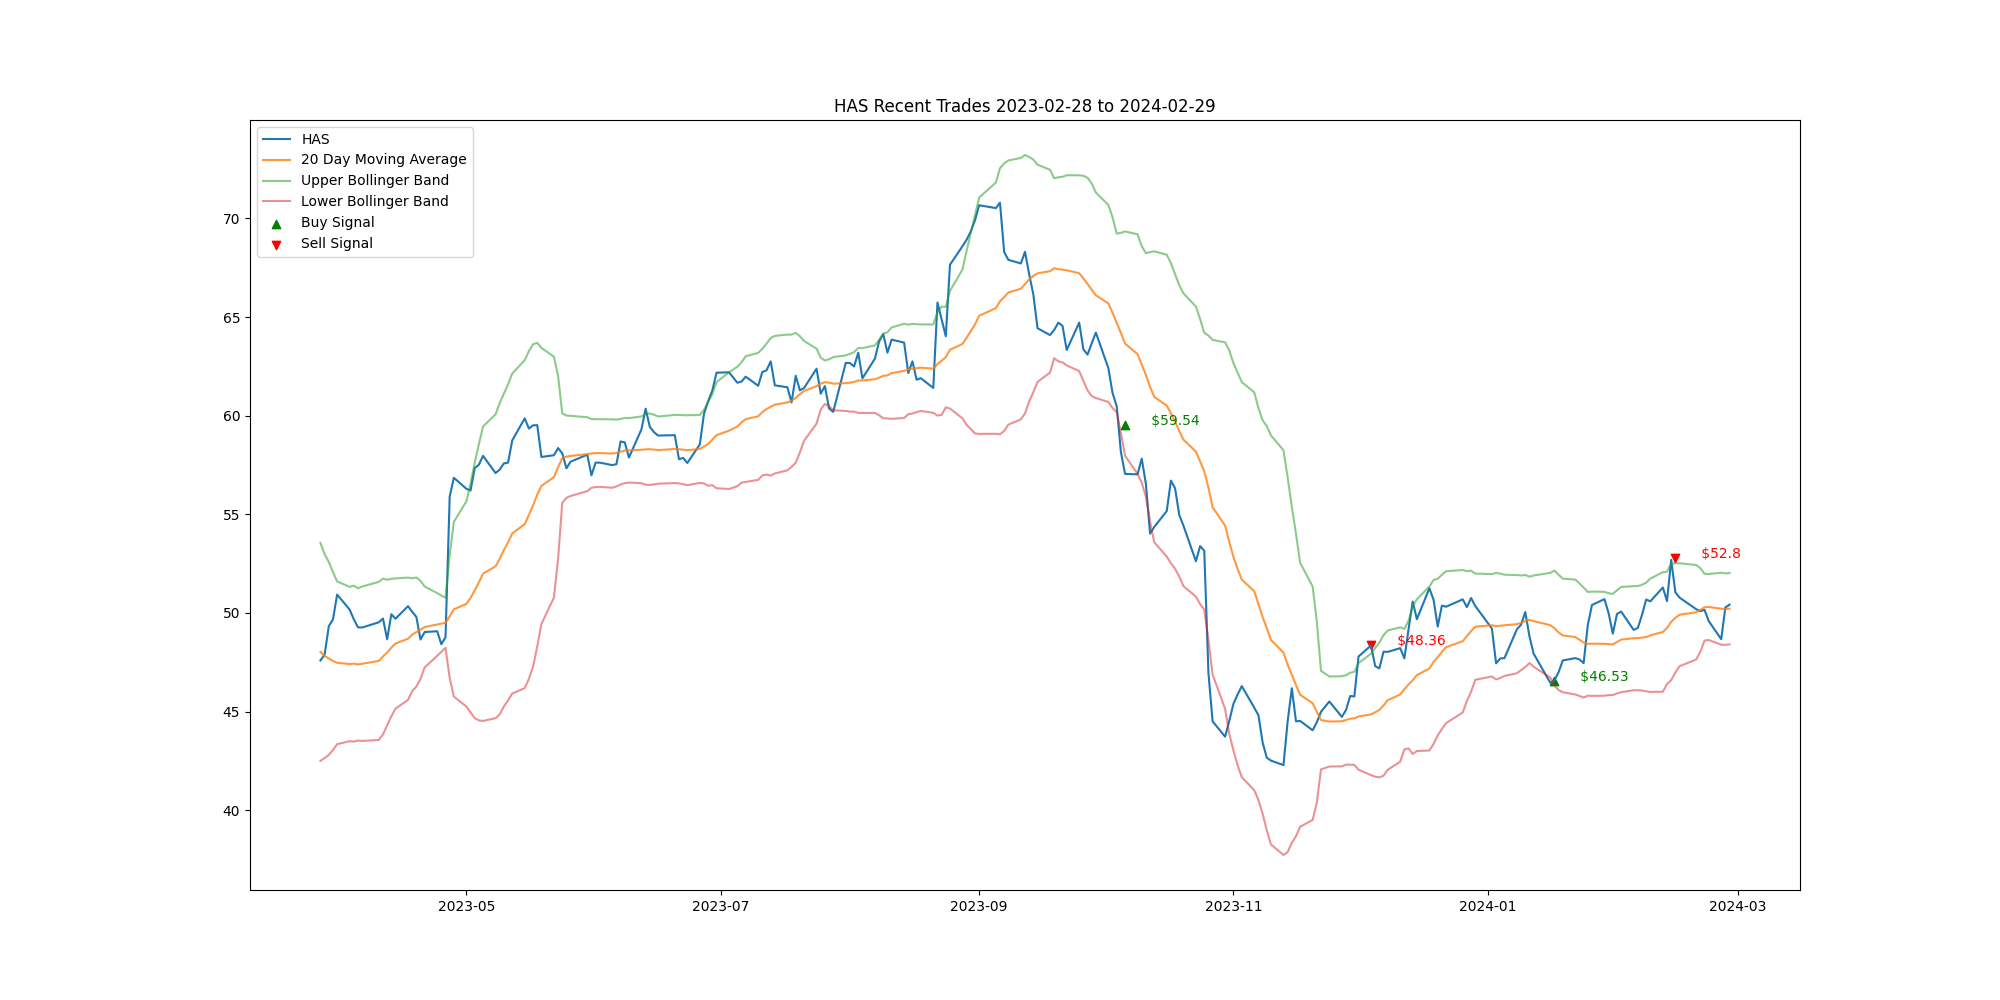 HAS Recent Trades 2023-02-28 to 2024-02-29
HAS
20 Day Moving Average
Upper Bollinger Band
Lower Bollinger Band
Buy Signal
Sell Signal
70
65
60
55
50
45
40
$59.54
$52.8
$48.36
$46.53
2023-05
2023-07
2023-09
2023-11
2024-01
2024-03